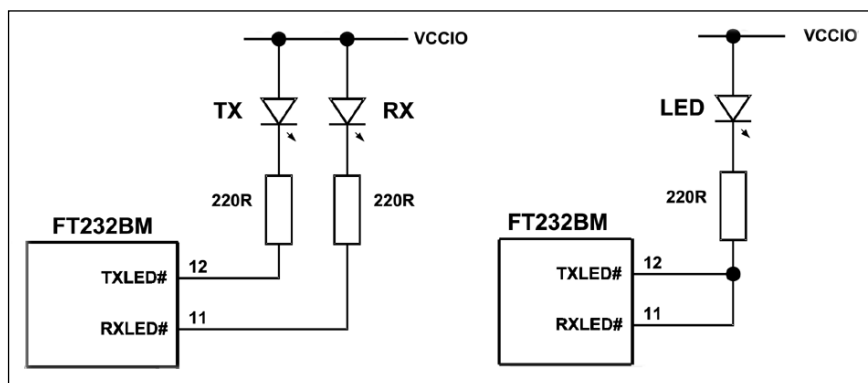 VCCIO
TX
RX
220R
220R
FT232BM
TXLED#
12
RXLED#
11
VCCIO
LED
220R
FT232BM
TXLED#
12
RXLED#
11